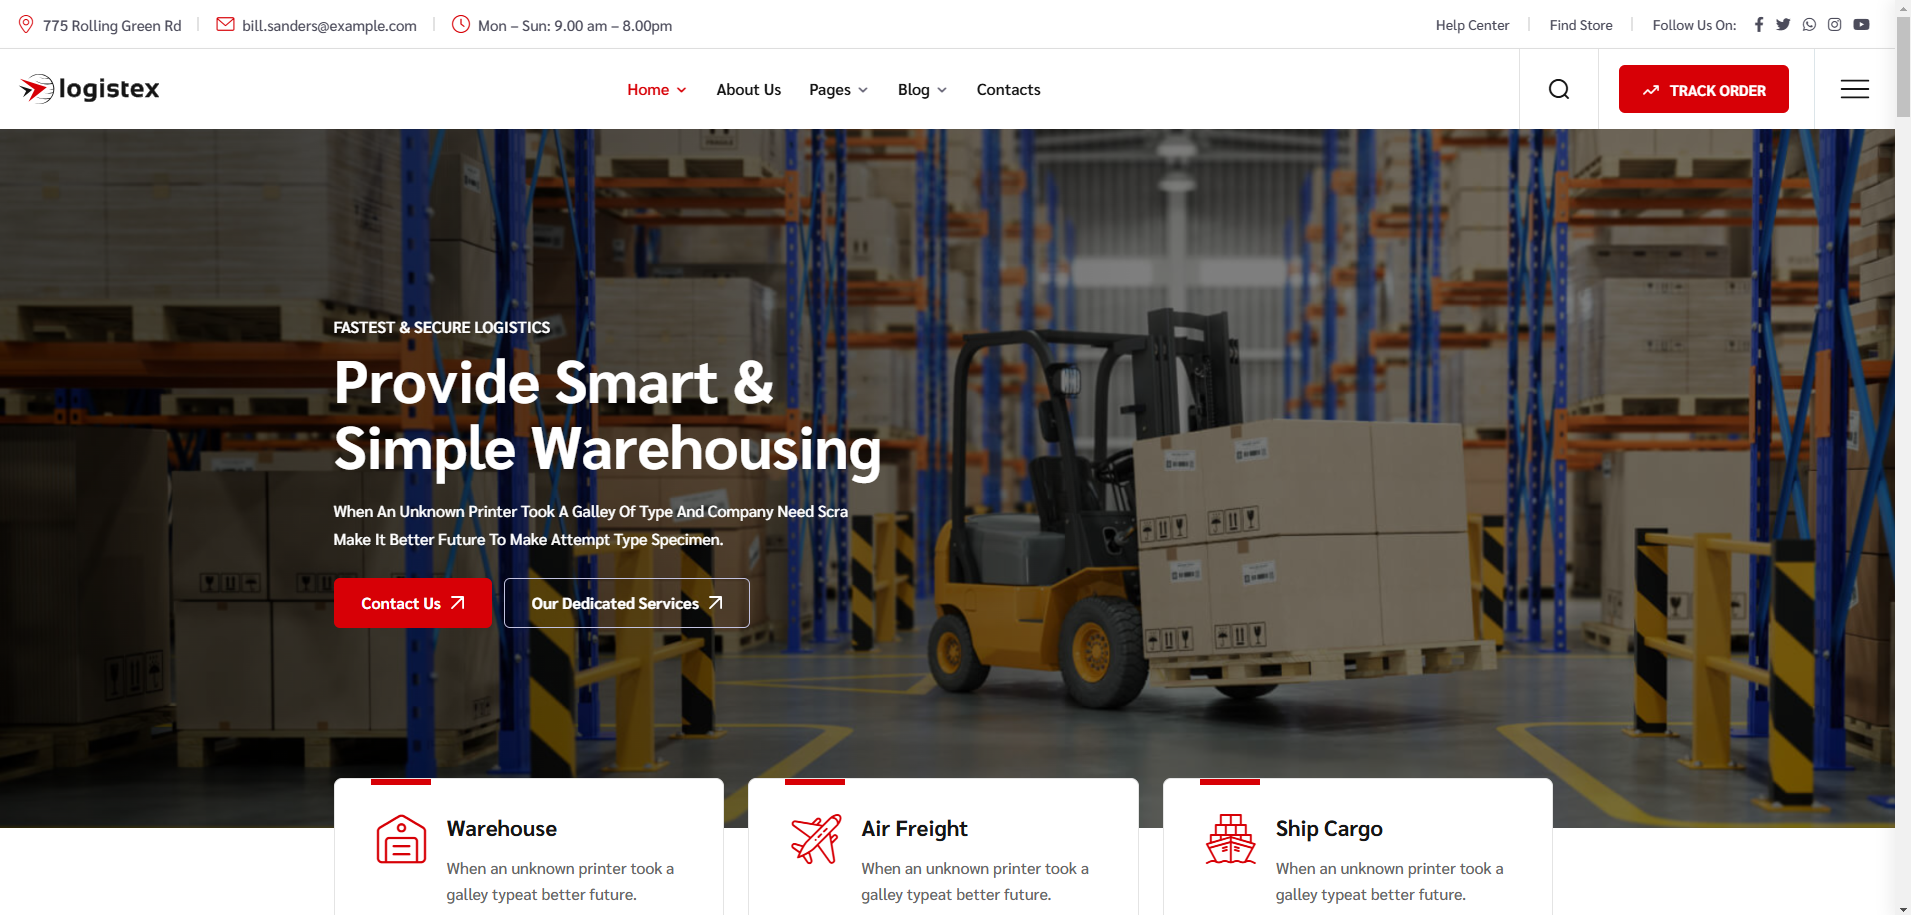 775 Rolling Green Rd
bill.sanders@example.com
Mon – Sun: 9.00 am – 8.00pm
Help Center
Find Store
Follow Us On:
logistex
Home
About Us
Pages
Blog
Contacts
TRACK ORDER
FASTEST & SECURE LOGISTICS
Provide Smart &
Simple Warehousing
When An Unknown Printer Took A Galley Of Type And Company Need Scra
Make It Better Future To Make Attempt Type Specimen.
Contact Us
Our Dedicated Services
Warehouse
When an unknown printer took a
galley typeat better future.
Air Freight
When an unknown printer took a
galley typeat better future.
Ship Cargo
When an unknown printer took a
galley typeat better future.